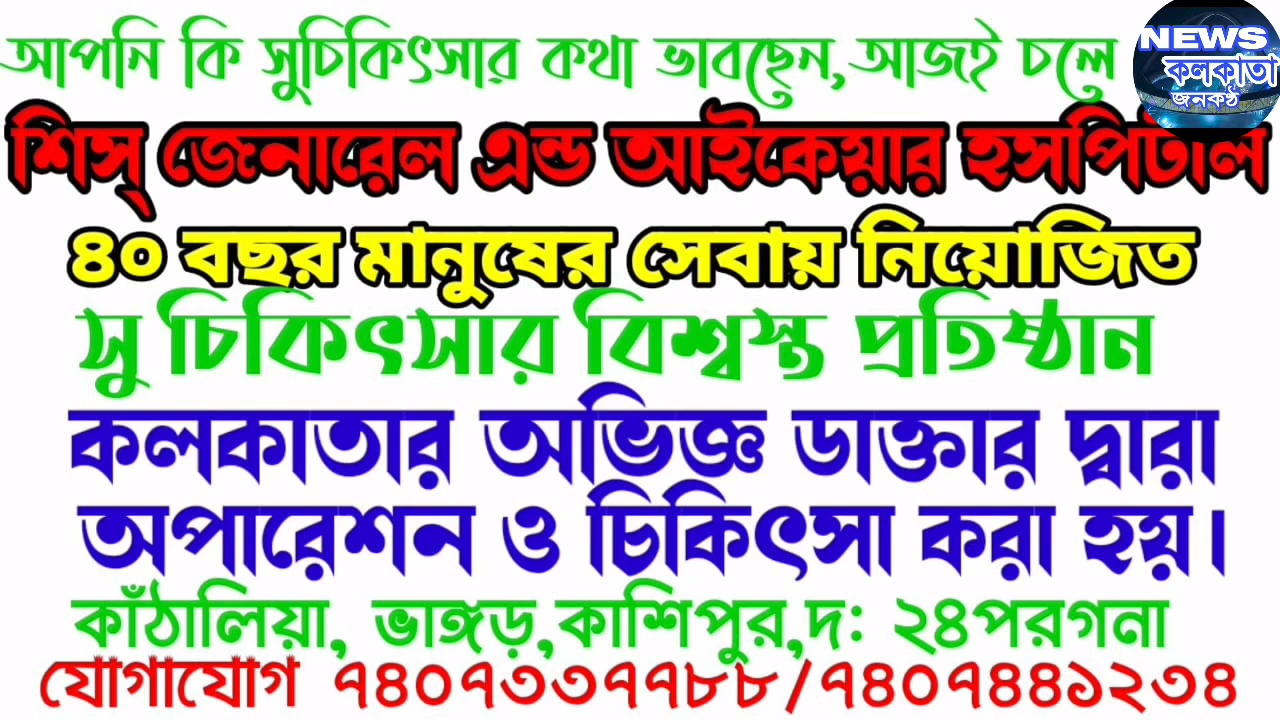 আপনি কি সুচিকিৎসার কথা ভাবছেন,আজই চলে
NEWS
কলকাতা
জনকন্ঠ
শিস্ জেনারেল এন্ড আইকেয়ার হসপিটাল
৪০ বছর মানুষের সেবায় নিয়োজিত
সু চিকিৎসার বিশ্বস্ত প্রতিষ্ঠান
কলকাতার অভিজ্ঞ ডাক্তার দ্বারা
অপারেশন ও চিকিৎসা করা হয়।
কাঁঠালিয়া, ভাঙ্গড়,কাশিপুর,দ: ২৪পরগনা
যোগাযোগ ৭৪০৭৩৩৭৭৮৮/৭৪০৭৪৪১২৩৪